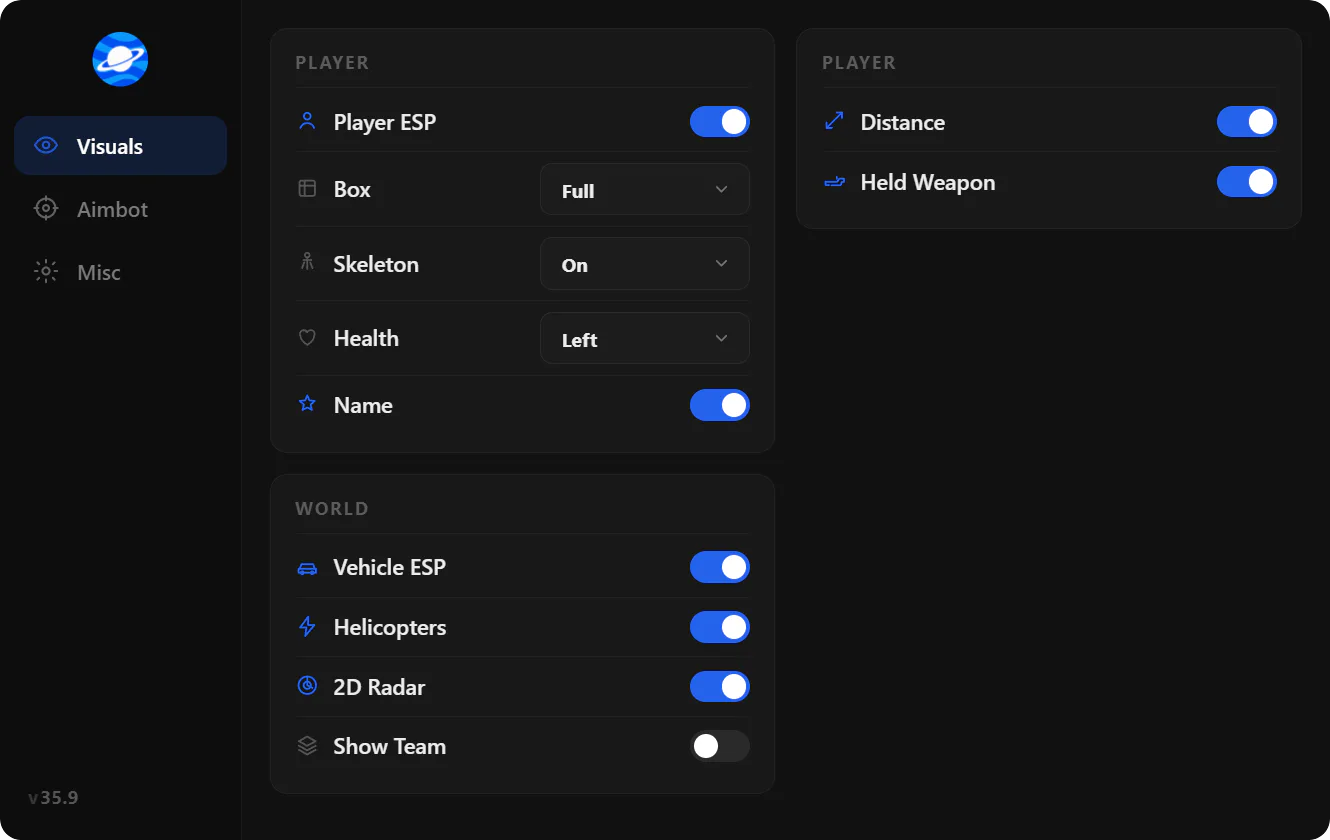 Visuals
Aimbot
Misc
v35.9
PLAYER
Player ESP
Box
Full
Skeleton
On
Health
Left
Name
WORLD
Vehicle ESP
Helicopters
2D Radar
Show Team
PLAYER
Distance
Held Weapon